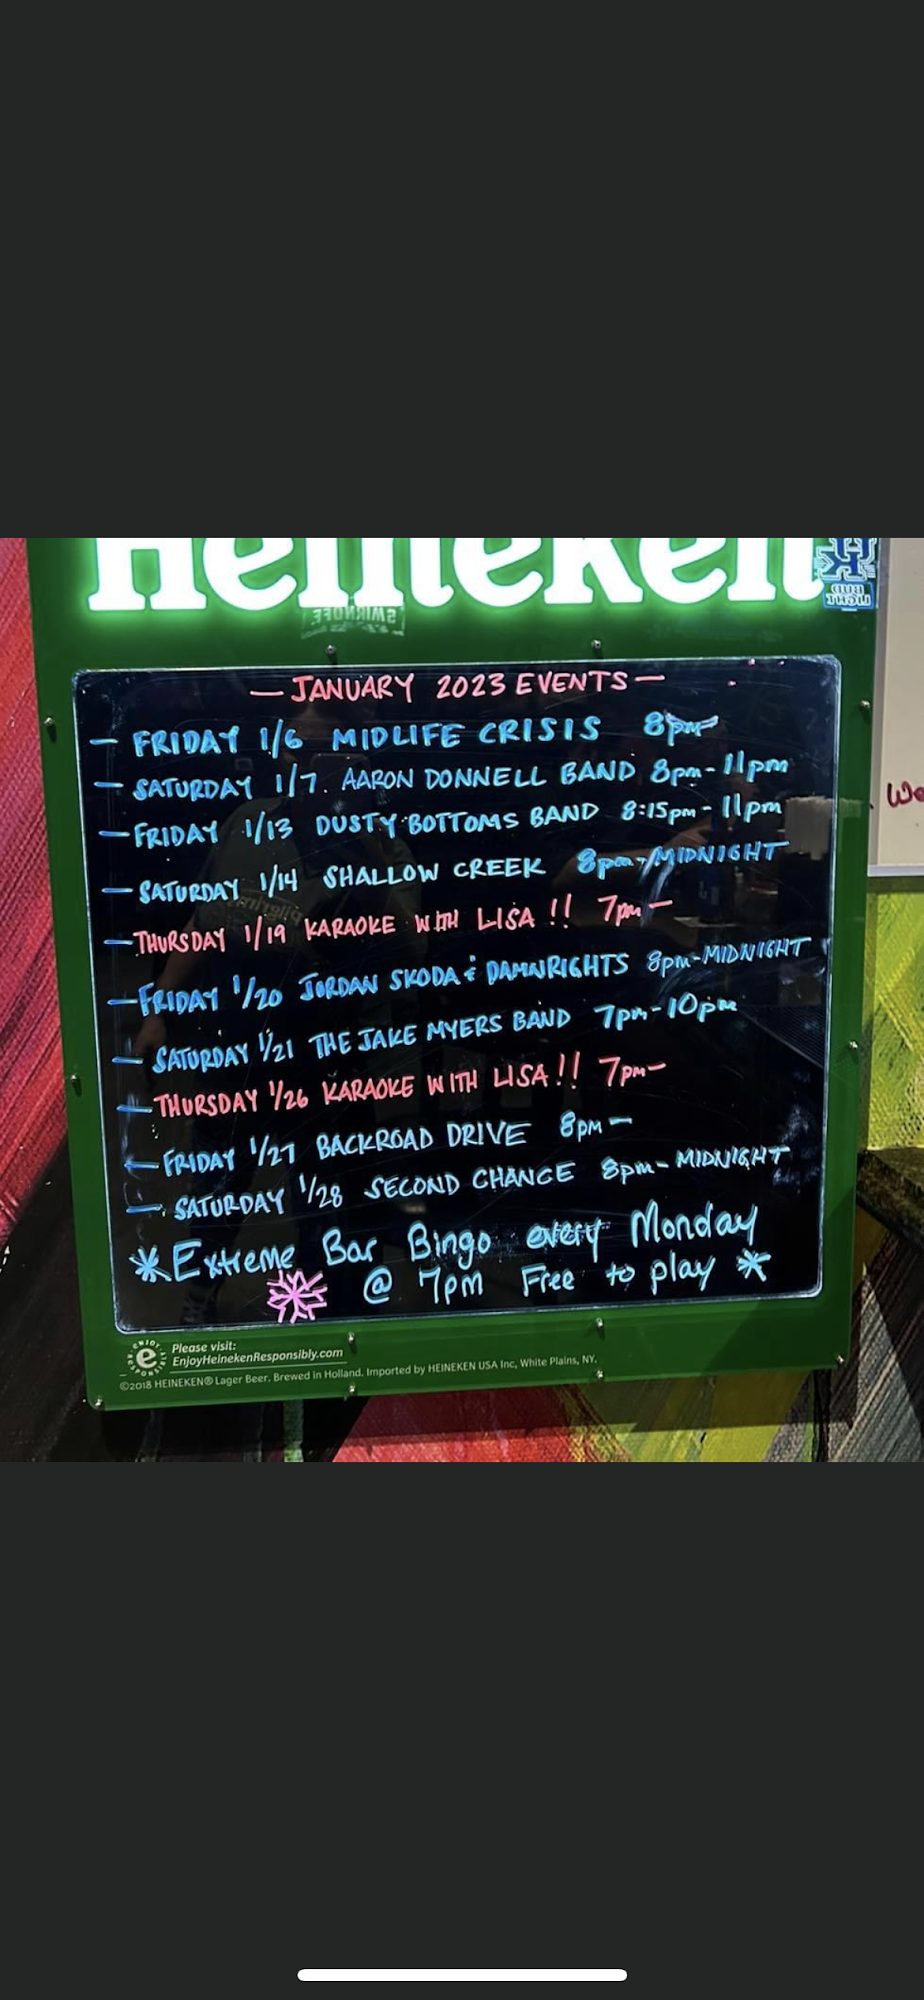 Heineken
SMIRNOFF
BUD
LIGHT
— JANUARY 2023 EVENTS —
— FRIDAY 1/6 MIDLIFE CRISIS 8pm-
— SATURDAY 1/7. AARON DONNELL BAND 8pm-11pm
— FRIDAY 1/13 DUSTY BOTTOMS BAND 8:15pm-11pm
— SATURDAY 1/14 SHALLOW CREEK 8pm-MIDNIGHT
— THURSDAY 1/19 KARAOKE WITH LISA!! 7pm—
— FRIDAY 1/20 JORDAN SKODA & DAMNRIGHTS 8pm-MIDNIGHT
— SATURDAY 1/21 THE JAKE MYERS BAND 7pm-10pm
— THURSDAY 1/26 KARAOKE WITH LISA!! 7pm—
— FRIDAY 1/27 BACKROAD DRIVE 8PM—
— SATURDAY 1/28 SECOND CHANCE 8pm-MIDNIGHT
* Extreme Bar Bingo every Monday
@ 7pm Free to play *
ENJOY RESPONSIBLY
e
Please visit:
EnjoyHeinekenResponsibly.com
©2018 HEINEKEN® Lager Beer. Brewed in Holland. Imported by HEINEKEN USA Inc, White Plains, NY.